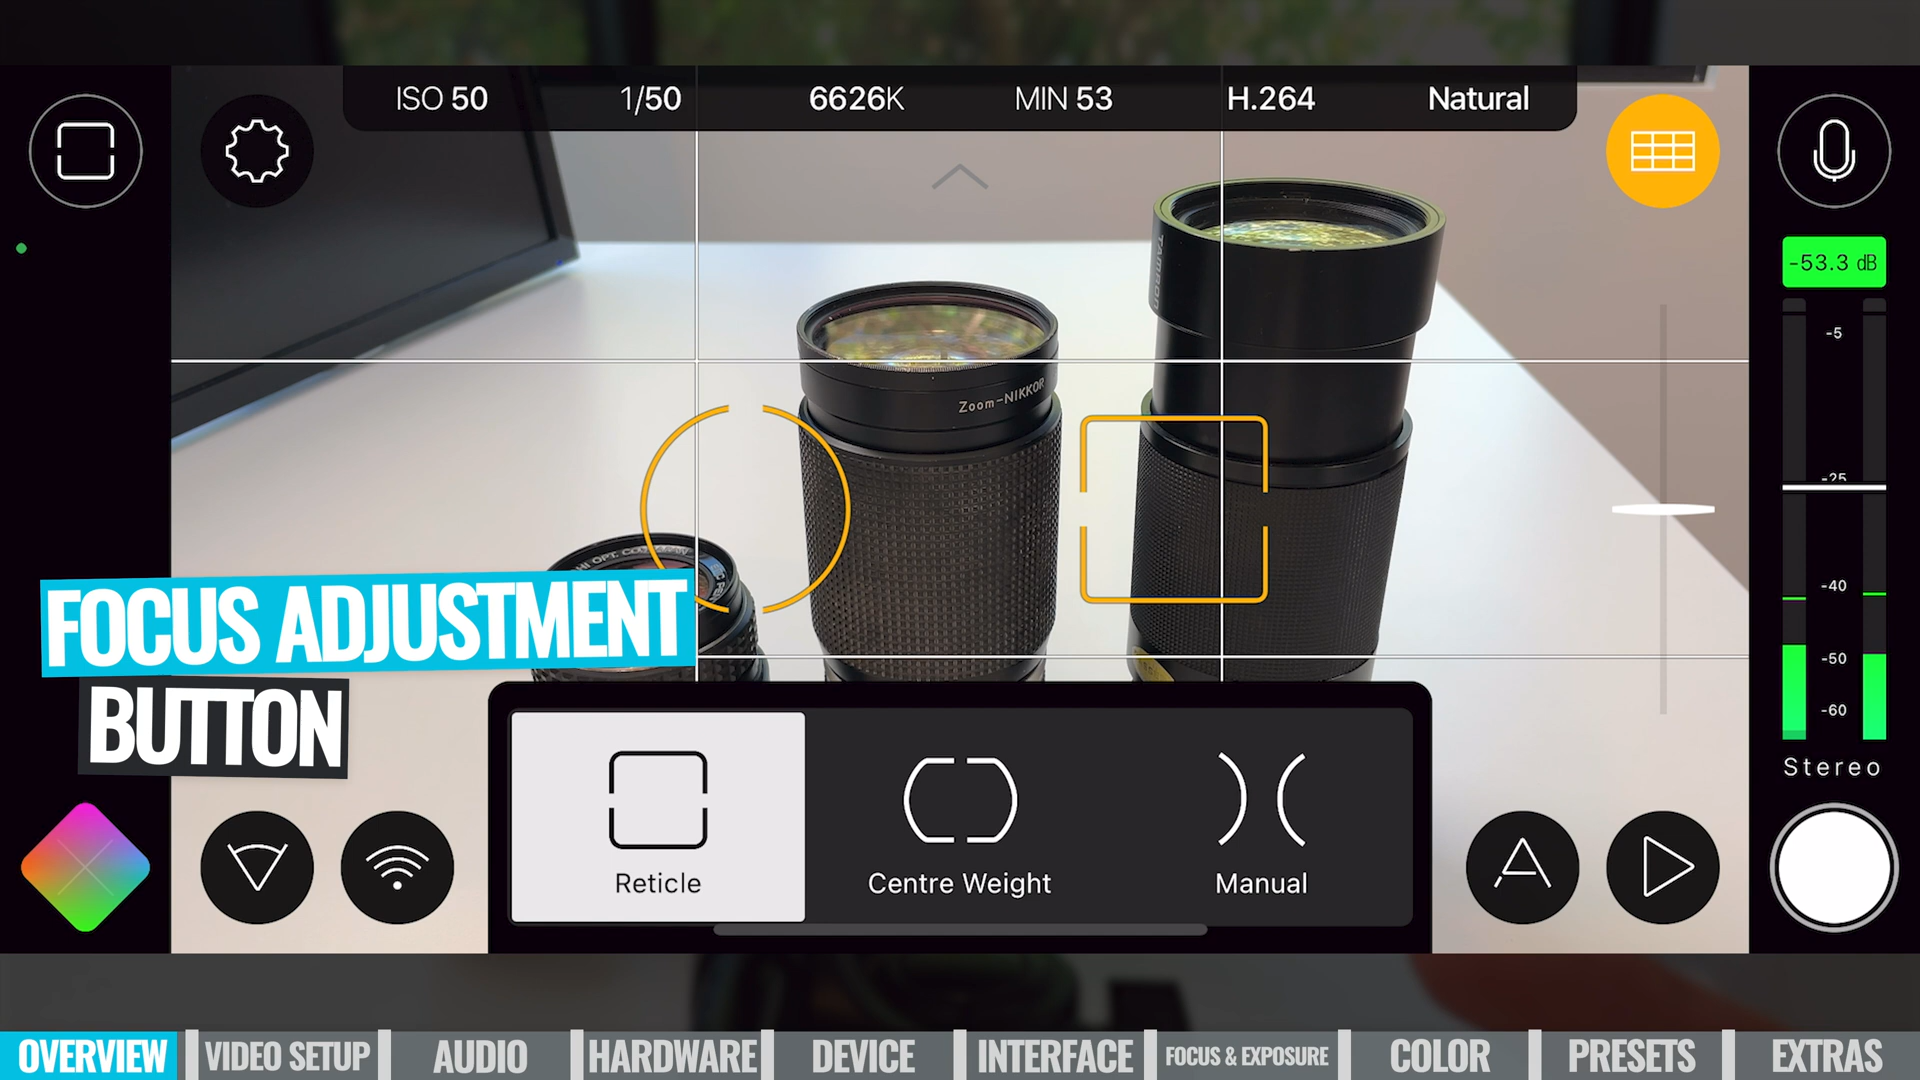 ISO 50 1/50 6626K MIN 53 H.264 Natural
-53.3 dB
-5
-25
-40
-50
-60
Stereo
TAMRON
Zoom-NIKKOR
FOCUS ADJUSTMENT
BUTTON
Reticle Centre Weight Manual
OVERVIEW VIDEO SETUP AUDIO HARDWARE DEVICE INTERFACE FOCUS & EXPOSURE COLOR PRESETS EXTRAS